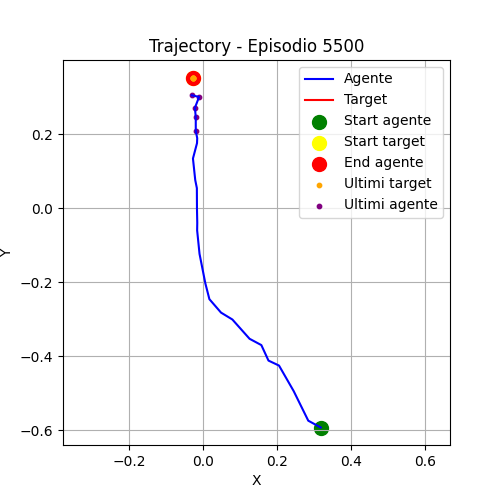 Trajectory - Episodio 5500
Agente
Target
Start agente
Start target
End agente
Ultimi target
Ultimi agente
0.2
0.0
−0.2
−0.4
−0.6
Y
−0.2
0.0
0.2
0.4
0.6
X